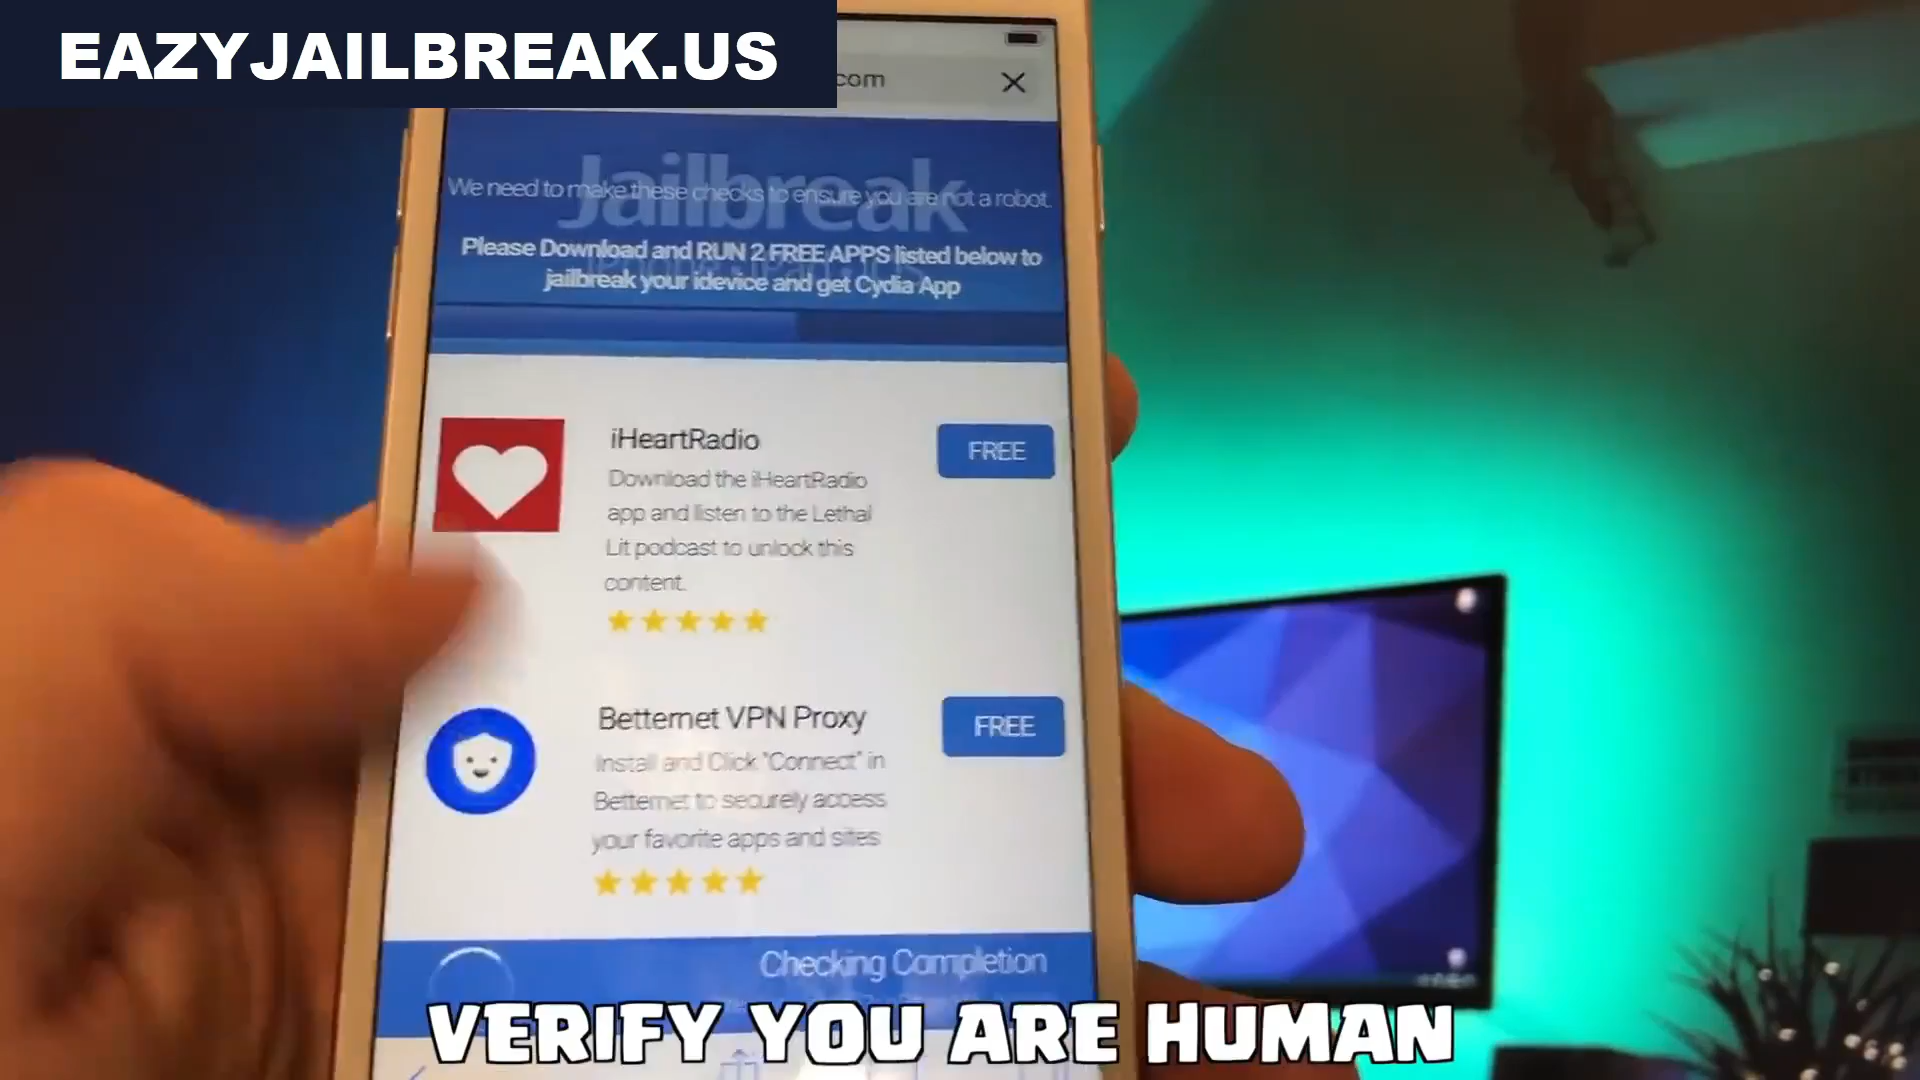 EAZYJAILBREAK.US
com
Jailbreak
We need to make these checks to ensure you are not a robot.
Please Download and RUN 2 FREE APPS listed below to
jailbreak your idevice and get Cydia App
iHeartRadio
FREE
Download the iHeartRadio
app and listen to the Lethal
Lit podcast to unlock this
content.
Betternet VPN Proxy
FREE
Install and Click "Connect" in
Betternet to securely access
your favorite apps and sites
Checking Completion
VERIFY YOU ARE HUMAN